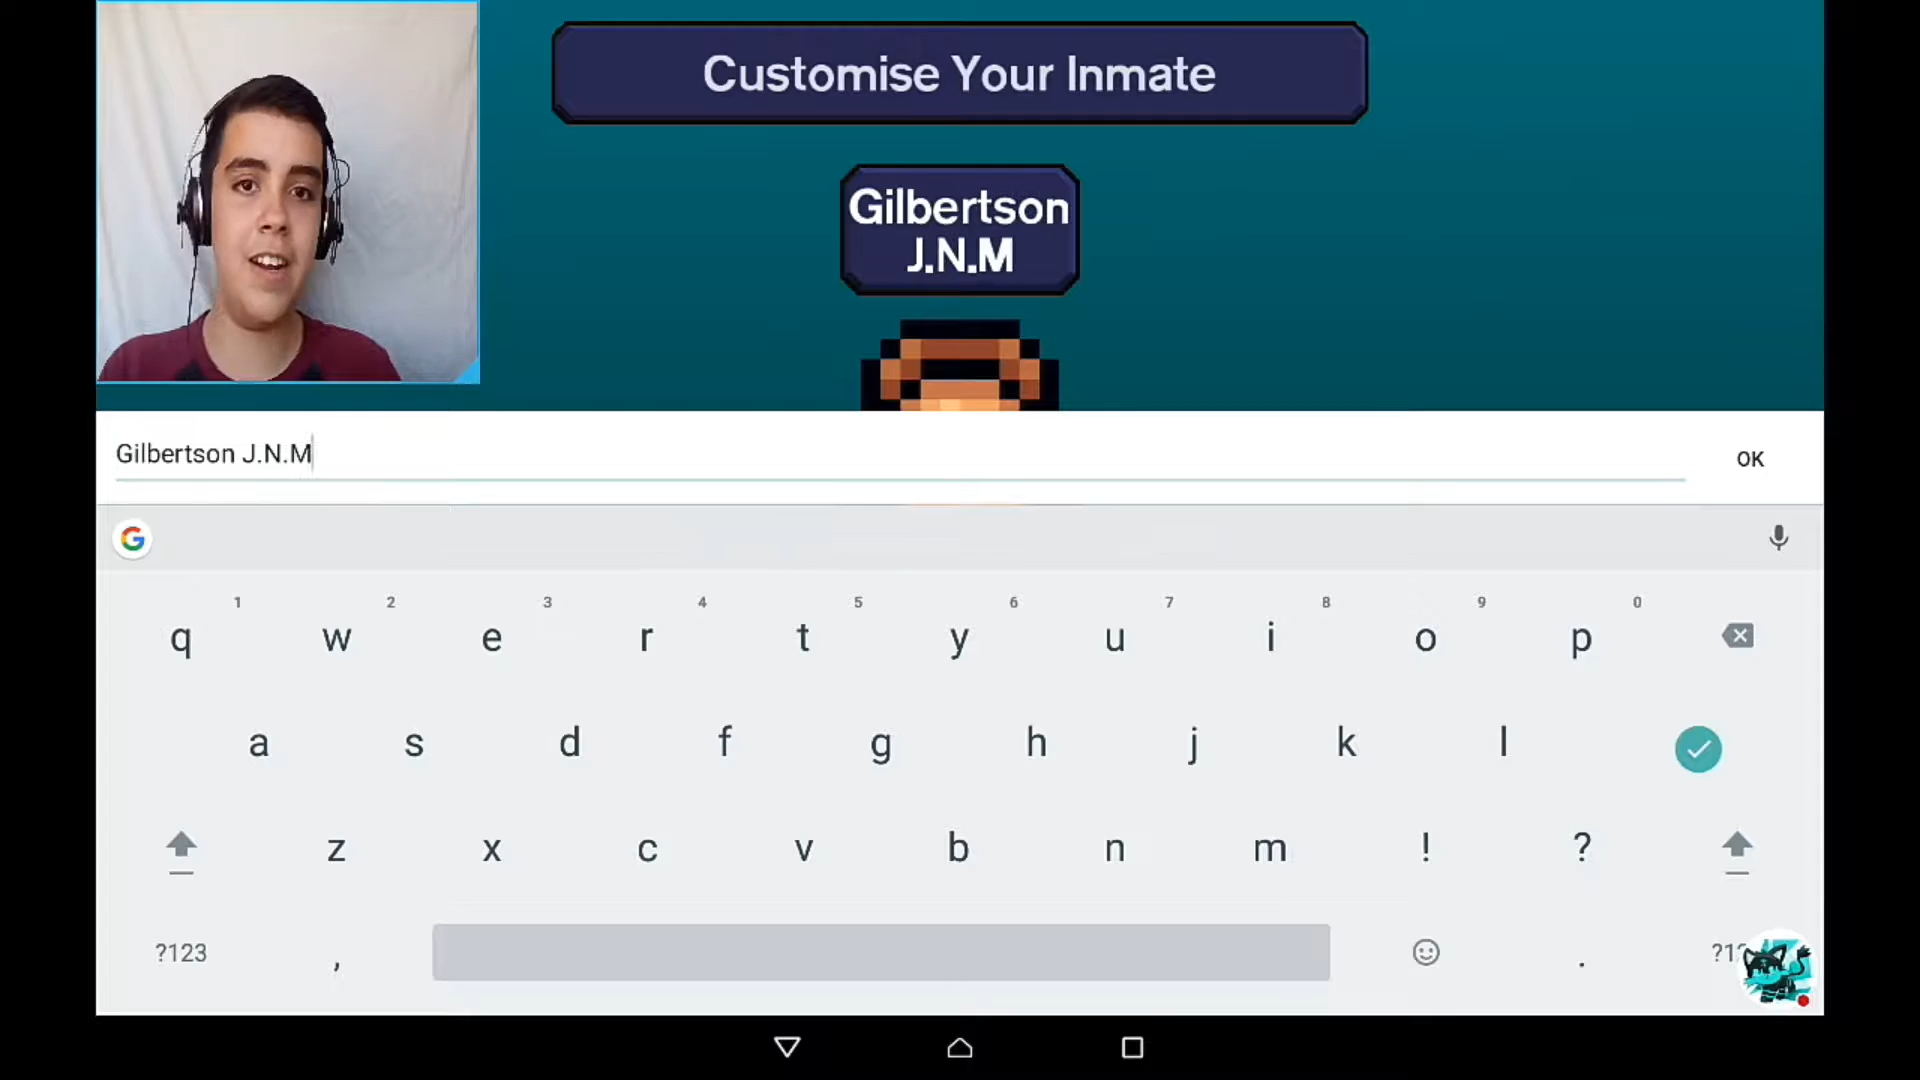 Customise Your Inmate
Gilbertson
J.N.M
Gilbertson J.N.M
OK
G
1 2 3 4 5 6 7 8 9 0
q w e r t y u i o p
a s d f g h j k l
z x c v b n m ! ?
?123 , .